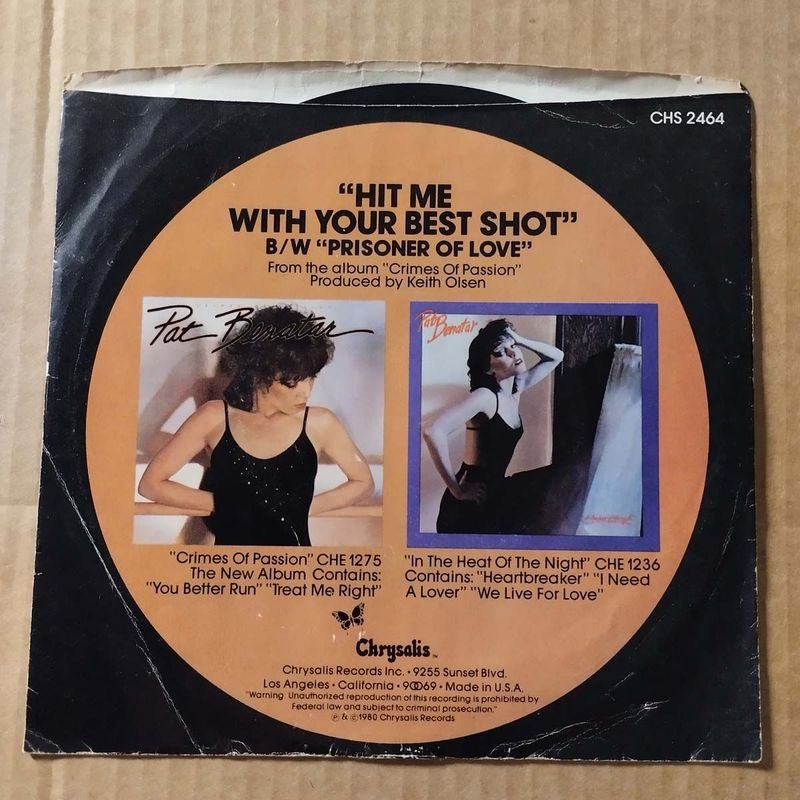 CHS 2464
"HIT ME
WITH YOUR BEST SHOT"
B/W "PRISONER OF LOVE"
From the album "Crimes Of Passion"
Produced by Keith Olsen
Pat Benatar
Pat Benatar
"Crimes Of Passion" CHE 1275
The New Album Contains:
"You Better Run" "Treat Me Right"
"In The Heat Of The Night" CHE 1236
Contains: "Heartbreaker" "I Need
A Lover" "We Live For Love"
Chrysalis™
Chrysalis Records Inc. • 9255 Sunset Blvd.
Los Angeles • California • 90069 • Made in U.S.A.
"Warning: Unauthorized reproduction of this recording is prohibited by
Federal law and subject to criminal prosecution."
℗ & © 1980 Chrysalis Records